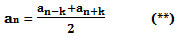 aₙ = (aₙ₋ₖ+aₙ₊ₖ)/2 (**)